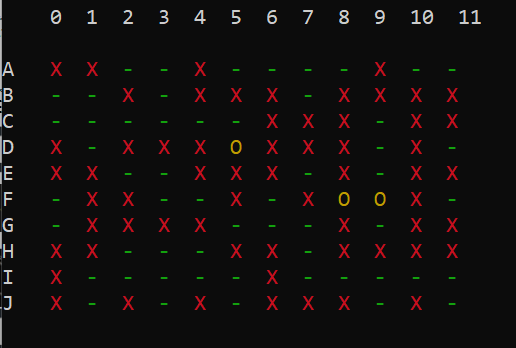 0 1 2 3 4 5 6 7 8 9 10 11
A X X - - X - - - - X - -
B - - X - X X X - X X X X
C - - - - - - X X X - X X
D X - X X X O X X X - X -
E X X - - X X X - X - X X
F - X X - - X - X O O X -
G - X X X X - - - X - X X
H X X - - - X X - X X X X
I X - - - - - X - - - - -
J X - X - X - X X X - X -